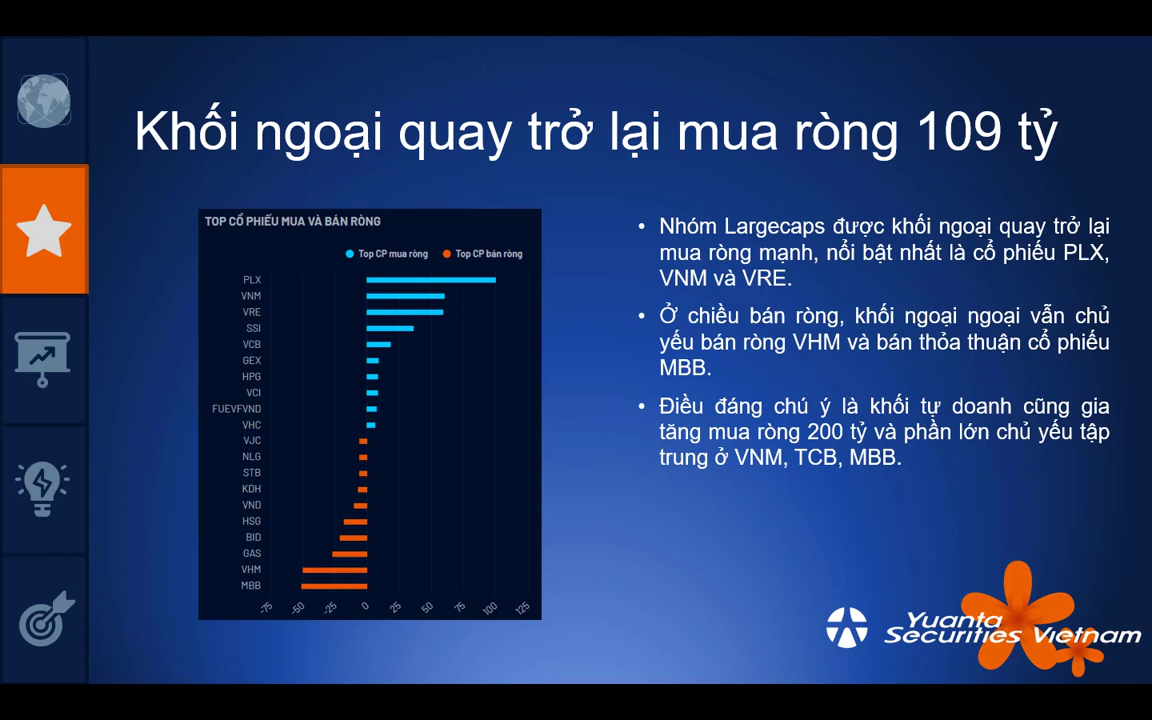 Khối ngoại quay trở lại mua ròng 109 tỷ
TOP CỔ PHIẾU MUA VÀ BÁN RÒNG
Top CP mua ròng Top CP bán ròng
PLX
VNM
VRE
SSI
VCB
GEX
HPG
VCI
FUEVFVND
VHC
VJC
NLG
STB
KDH
VND
HSG
BID
GAS
VHM
MBB
-75 -50 -25 0 25 50 75 100 125
• Nhóm Largecaps được khối ngoại quay trở lại
mua ròng mạnh, nổi bật nhất là cổ phiếu PLX,
VNM và VRE.
• Ở chiều bán ròng, khối ngoại ngoại vẫn chủ
yếu bán ròng VHM và bán thỏa thuận cổ phiếu
MBB.
• Điều đáng chú ý là khối tự doanh cũng gia
tăng mua ròng 200 tỷ và phần lớn chủ yếu tập
trung ở VNM, TCB, MBB.
Yuanta
Securities Vietnam